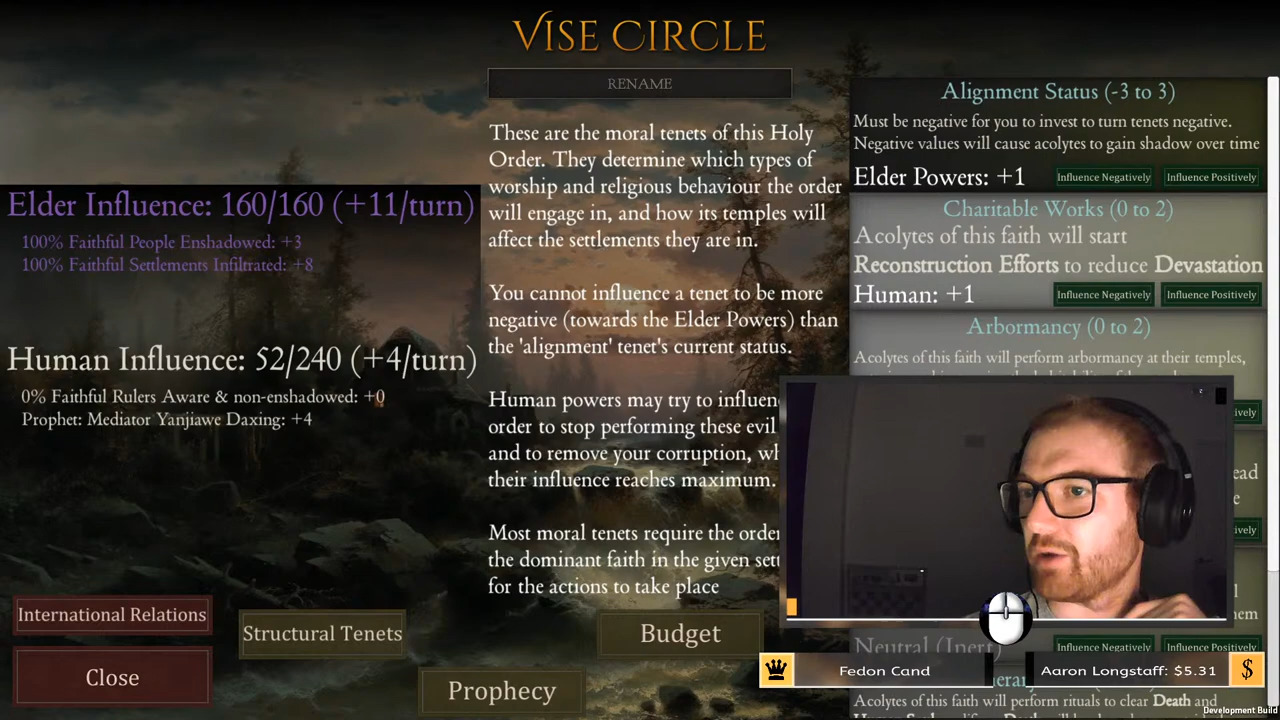 VISE CIRCLE
RENAME
Elder Influence: 160/160 (+11/turn)
100% Faithful People Enshadowed: +3
100% Faithful Settlements Infiltrated: +8
Human Influence: 52/240 (+4/turn)
0% Faithful Rulers Aware & non-enshadowed: +0
Prophet: Mediator Yanjiawe Daxing: +4
These are the moral tenets of this Holy
Order. They determine which types of
worship and religious behaviour the order
will engage in, and how its temples will
affect the settlements they are in.
You cannot influence a tenet to be more
negative (towards the Elder Powers) than
the 'alignment' tenet's current status.
Human powers may try to influen
order to stop performing these evil
and to remove your corruption, wh
their influence reaches maximum.
Most moral tenets require the order
the dominant faith in the given sett
for the actions to take place
Alignment Status (-3 to 3)
Must be negative for you to invest to turn tenets negative.
Negative values will cause acolytes to gain shadow over time
Elder Powers: +1
Influence Negatively
Influence Positively
Charitable Works (0 to 2)
Acolytes of this faith will start
Reconstruction Efforts to reduce Devastation
Human: +1
Influence Negatively
Influence Positively
Arbormancy (0 to 2)
Acolytes of this faith will perform arbormancy at their temples,
ively
ead
e
ively
em
Neutral (Inert)
Influence Negatively
Influence Positively
Acolytes of this faith will perform rituals to clear Death and
International Relations
Close
Structural Tenets
Prophecy
Budget
Fedon Cand
Aaron Longstaff: $5.31
$
Development Build